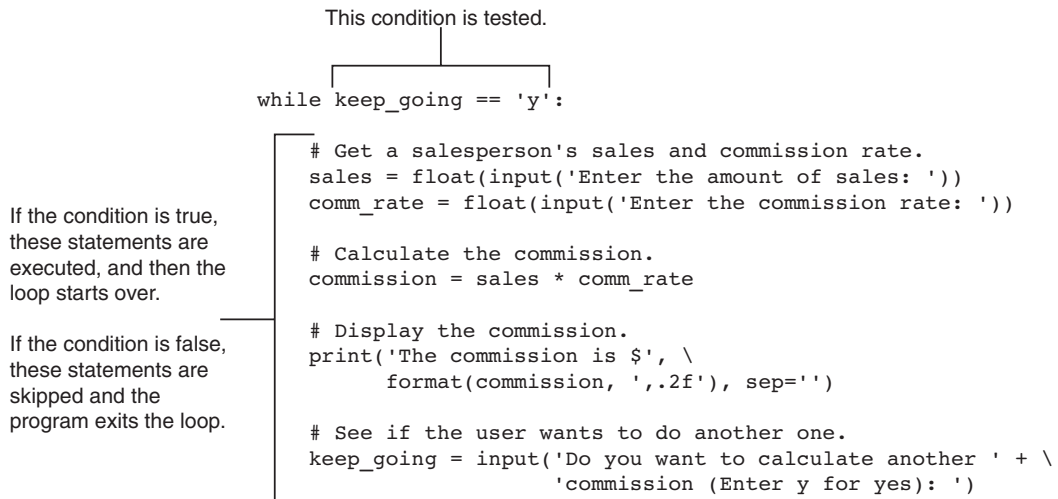 This condition is tested.
while keep_going == 'y':
# Get a salesperson's sales and commission rate.
sales = float(input('Enter the amount of sales: '))
comm_rate = float(input('Enter the commission rate: '))
# Calculate the commission.
commission = sales * comm_rate
# Display the commission.
print('The commission is $', \
format(commission, ',.2f'), sep='')
# See if the user wants to do another one.
keep_going = input('Do you want to calculate another ' + \
'commission (Enter y for yes): ')
If the condition is true,
these statements are
executed, and then the
loop starts over.
If the condition is false,
these statements are
skipped and the
program exits the loop.